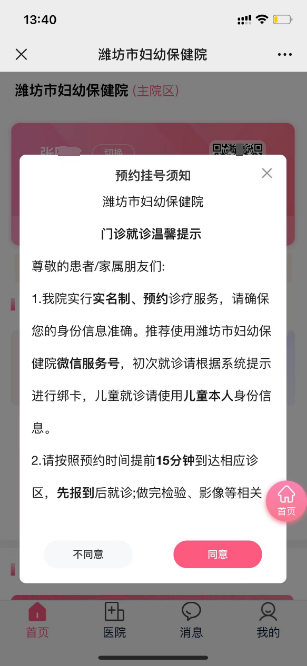 13:40
潍坊市妇幼保健院
潍坊市妇幼保健院 (主院区)
切换
预约挂号须知
潍坊市妇幼保健院
门诊就诊温馨提示
尊敬的患者/家属朋友们:
1.我院实行实名制、预约诊疗服务，请确保
您的身份信息准确。推荐使用潍坊市妇幼保
健院微信服务号，初次就诊请根据系统提示
进行绑卡，儿童就诊请使用儿童本人身份信
息。
2.请按照预约时间提前15分钟到达相应诊
区，先报到后就诊;做完检验、影像等相关
首页
不同意
同意
首页
医院
消息
我的